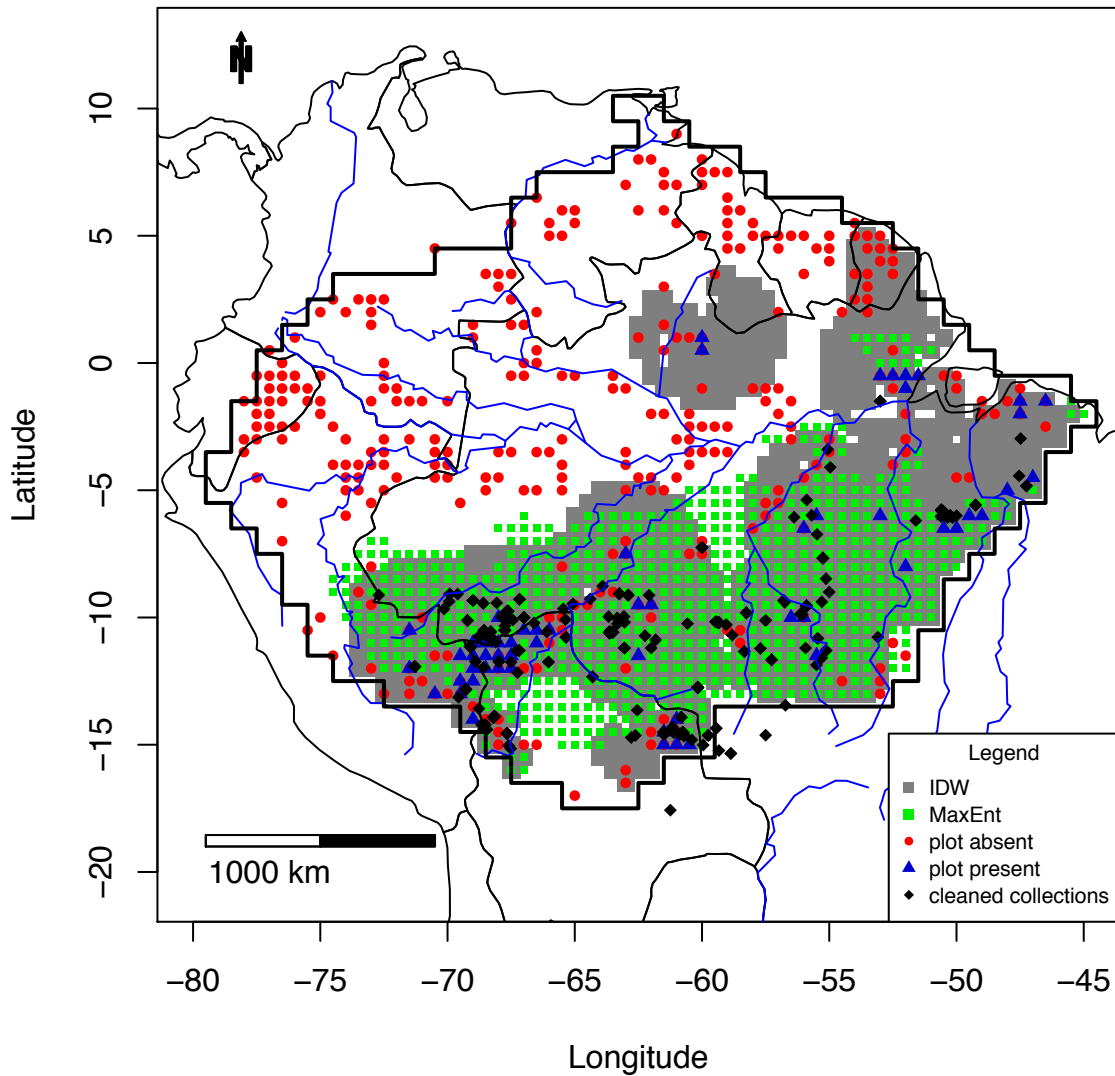 N
Latitude
10
5
0
−5
−10
−15
−20
1000 km
Legend
IDW
MaxEnt
plot absent
plot present
cleaned collections
−80 −75 −70 −65 −60 −55 −50 −45
Longitude